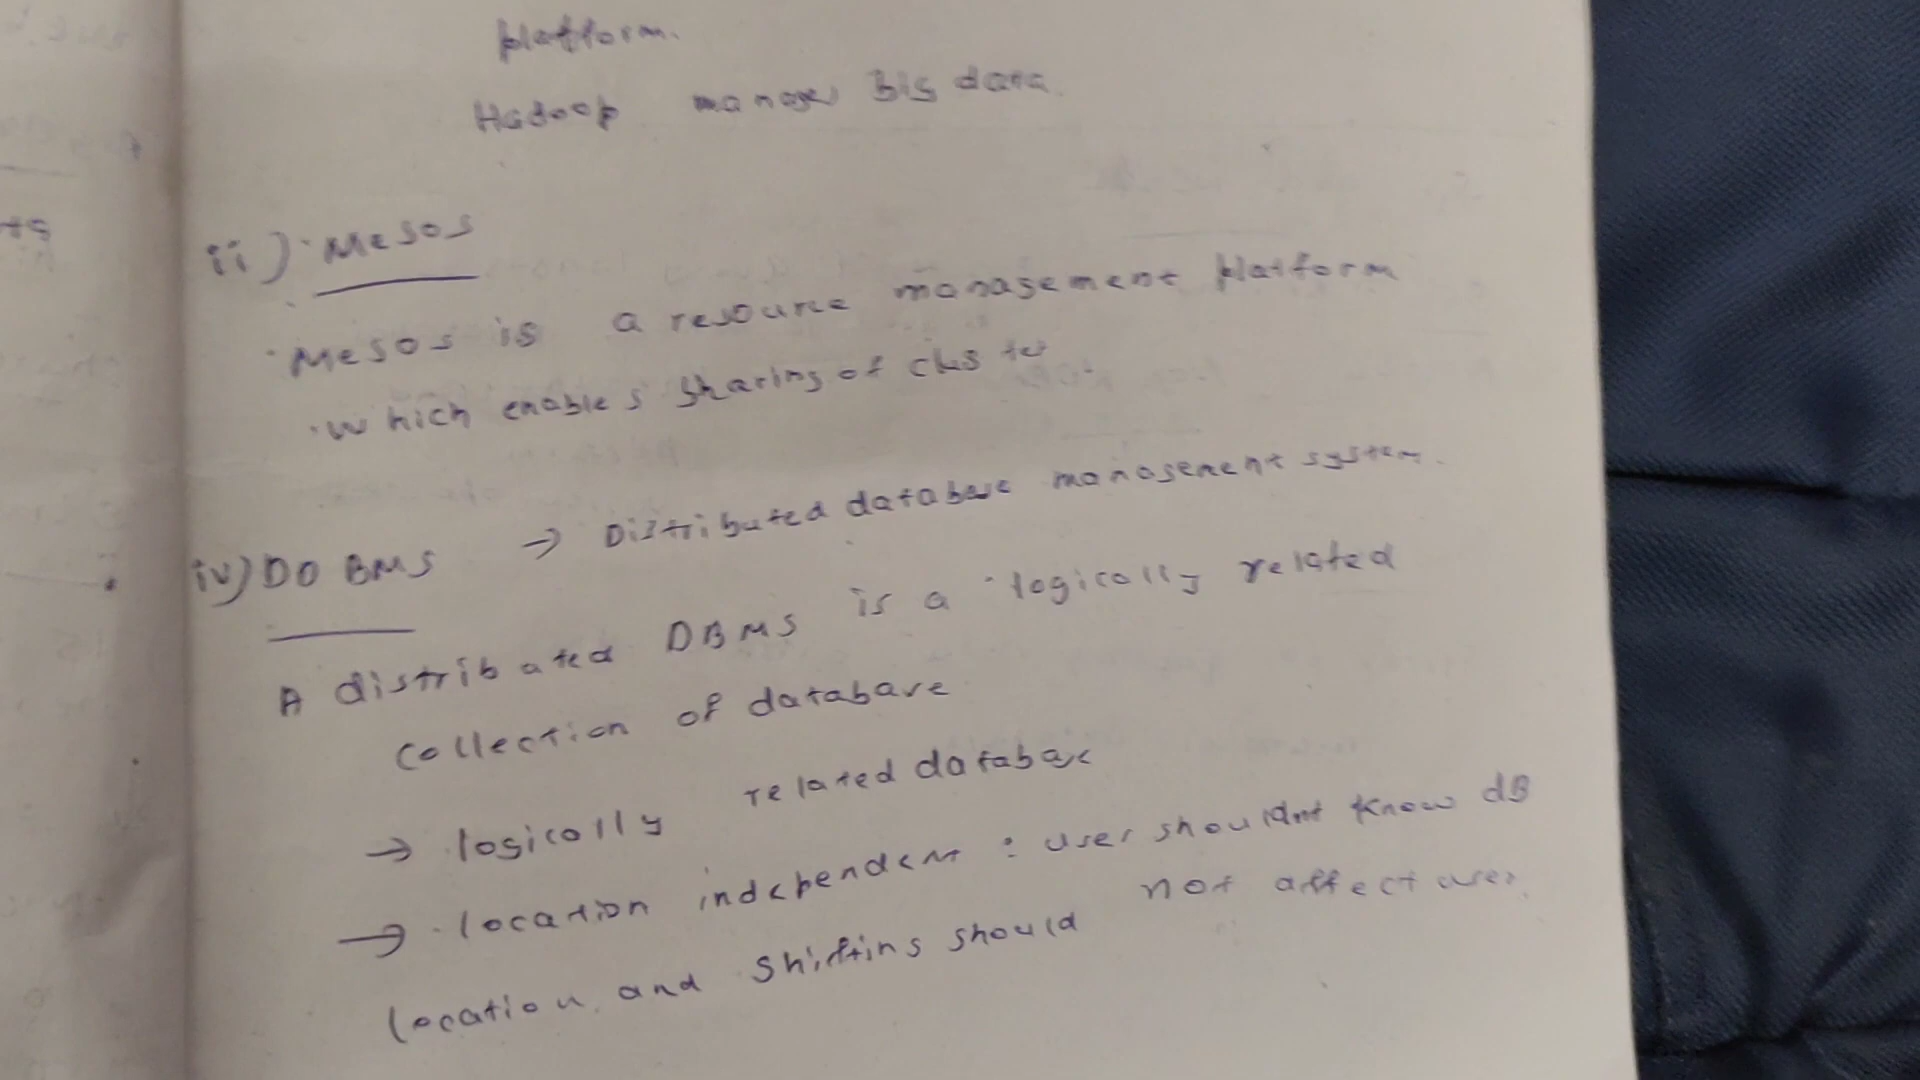 platform.
Hadoop manages Big data.
ii) Mesos
Mesos is a resource management platform
which enables sharing of cluster
iv) DDBMS → Distributed database management system.
A distributed DBMS is a logically related
collection of database
→ logically related database
→ location independent : user shouldnt know dB
location and shifting should not affect user.